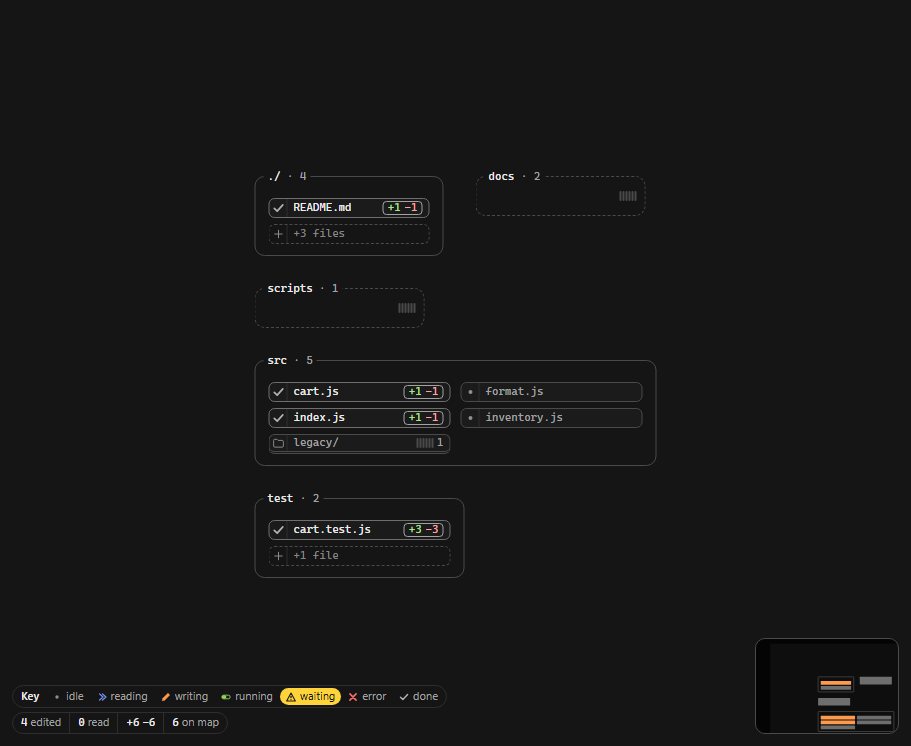 ./ · 4
README.md +1 −1
+3 files
docs · 2
scripts · 1
src · 5
cart.js +1 −1
format.js
index.js +1 −1
inventory.js
legacy/ 1
test · 2
cart.test.js +3 −3
+1 file
Key idle reading writing running waiting error done
4 edited 0 read +6 −6 6 on map